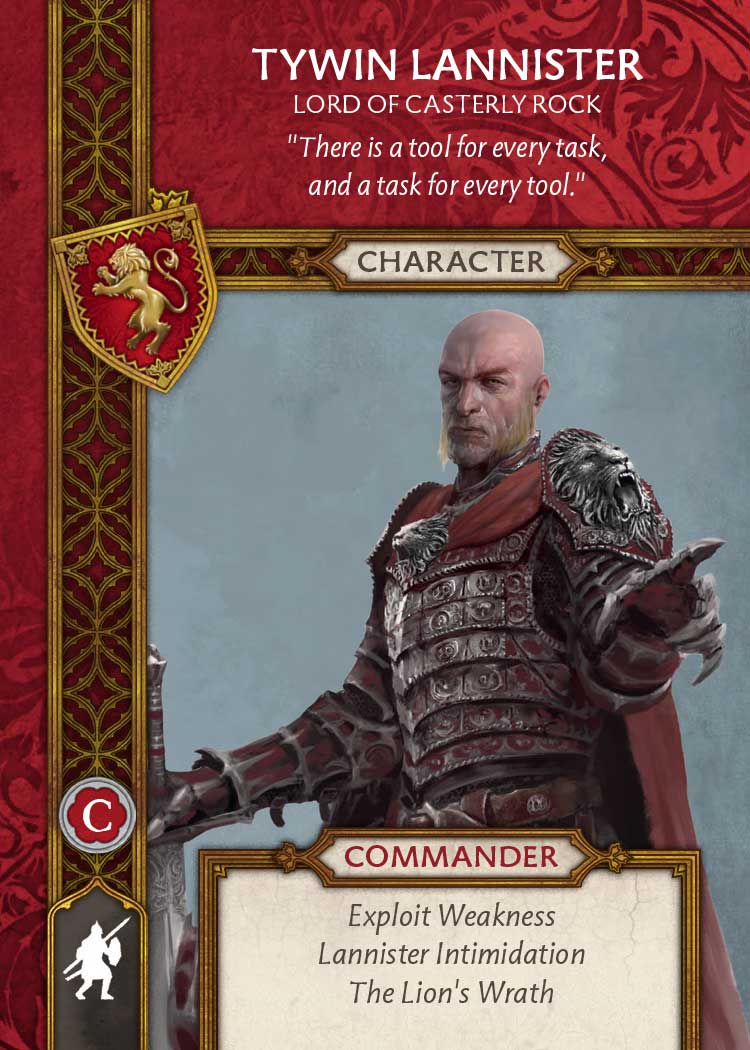 TYWIN LANNISTER
LORD OF CASTERLY ROCK
"There is a tool for every task,
and a task for every tool."
CHARACTER
C
COMMANDER
Exploit Weakness
Lannister Intimidation
The Lion's Wrath